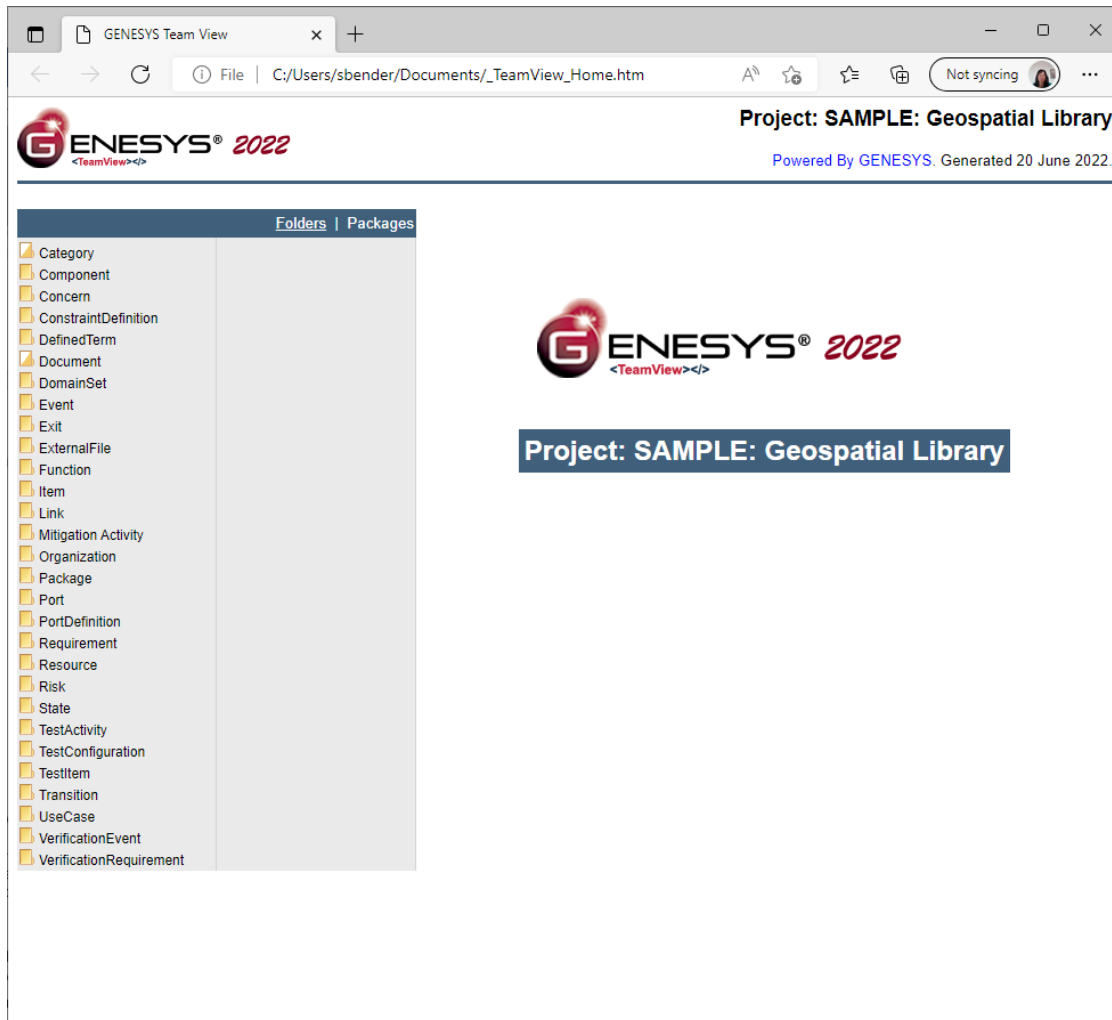 GENESYS Team View
File | C:/Users/sbender/Documents/_TeamView_Home.htm
Not syncing
GENESYS® 2022
<TeamView></>
Project: SAMPLE: Geospatial Library
Powered By GENESYS. Generated 20 June 2022.
Folders | Packages
Category
Component
Concern
ConstraintDefinition
DefinedTerm
Document
DomainSet
Event
Exit
ExternalFile
Function
Item
Link
Mitigation Activity
Organization
Package
Port
PortDefinition
Requirement
Resource
Risk
State
TestActivity
TestConfiguration
TestItem
Transition
UseCase
VerificationEvent
VerificationRequirement
GENESYS® 2022
<TeamView></>
Project: SAMPLE: Geospatial Library